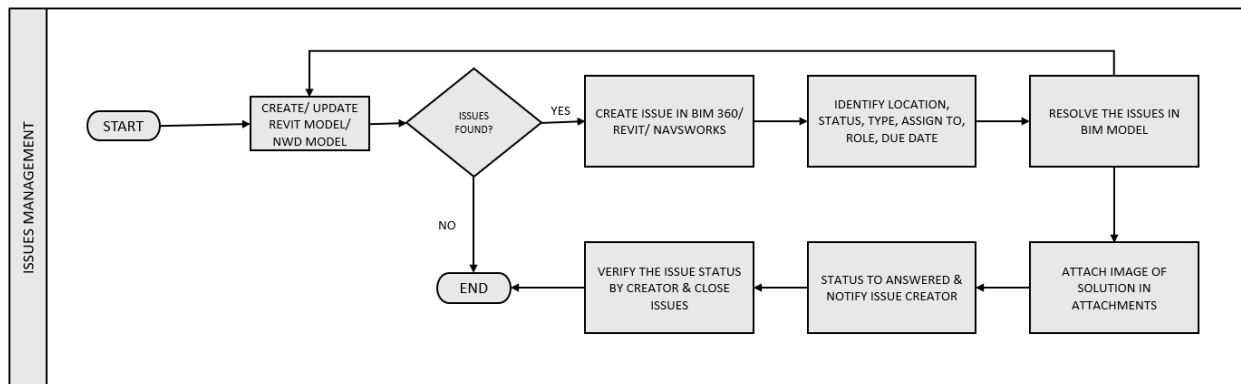 ISSUES MANAGEMENT
START
CREATE/ UPDATE
REVIT MODEL/
NWD MODEL
ISSUES
FOUND?
YES
CREATE ISSUE IN BIM 360/
REVIT/ NAVSWORKS
IDENTIFY LOCATION,
STATUS, TYPE, ASSIGN TO,
ROLE, DUE DATE
RESOLVE THE ISSUES IN
BIM MODEL
NO
END
VERIFY THE ISSUE STATUS
BY CREATOR & CLOSE
ISSUES
STATUS TO ANSWERED &
NOTIFY ISSUE CREATOR
ATTACH IMAGE OF
SOLUTION IN
ATTACHMENTS